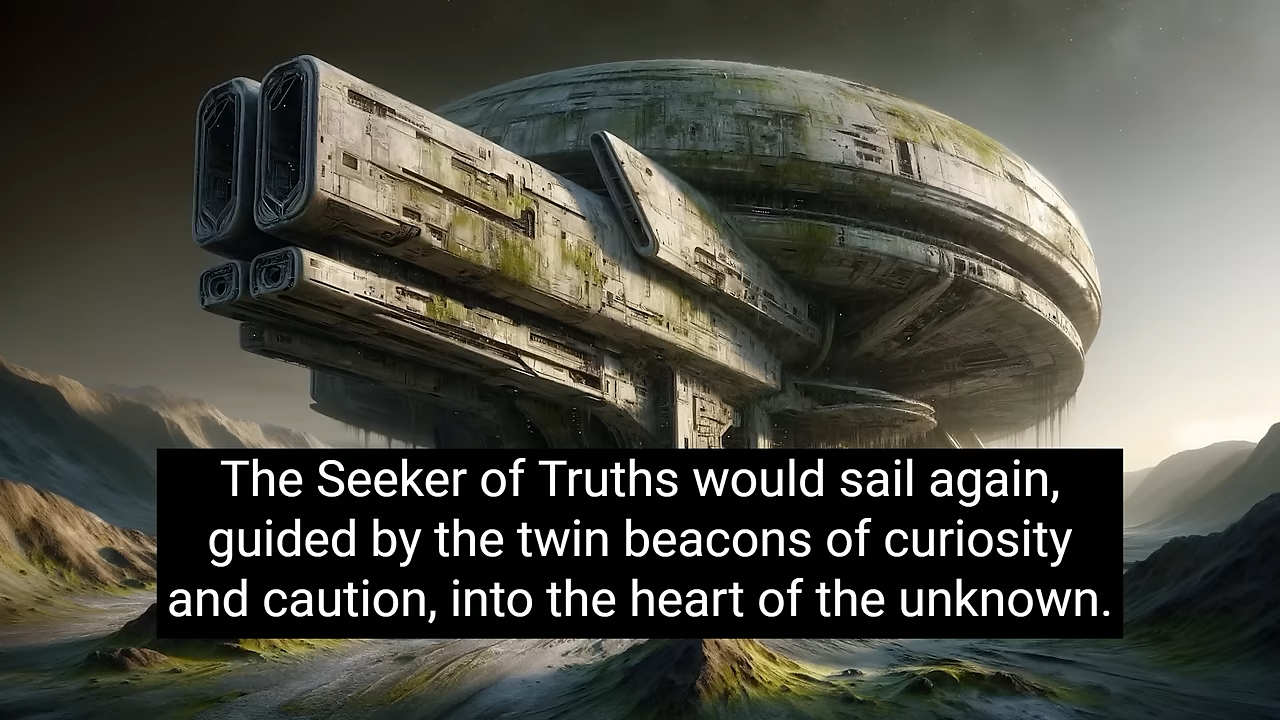 The Seeker of Truths would sail again,
guided by the twin beacons of curiosity
and caution, into the heart of the unknown.